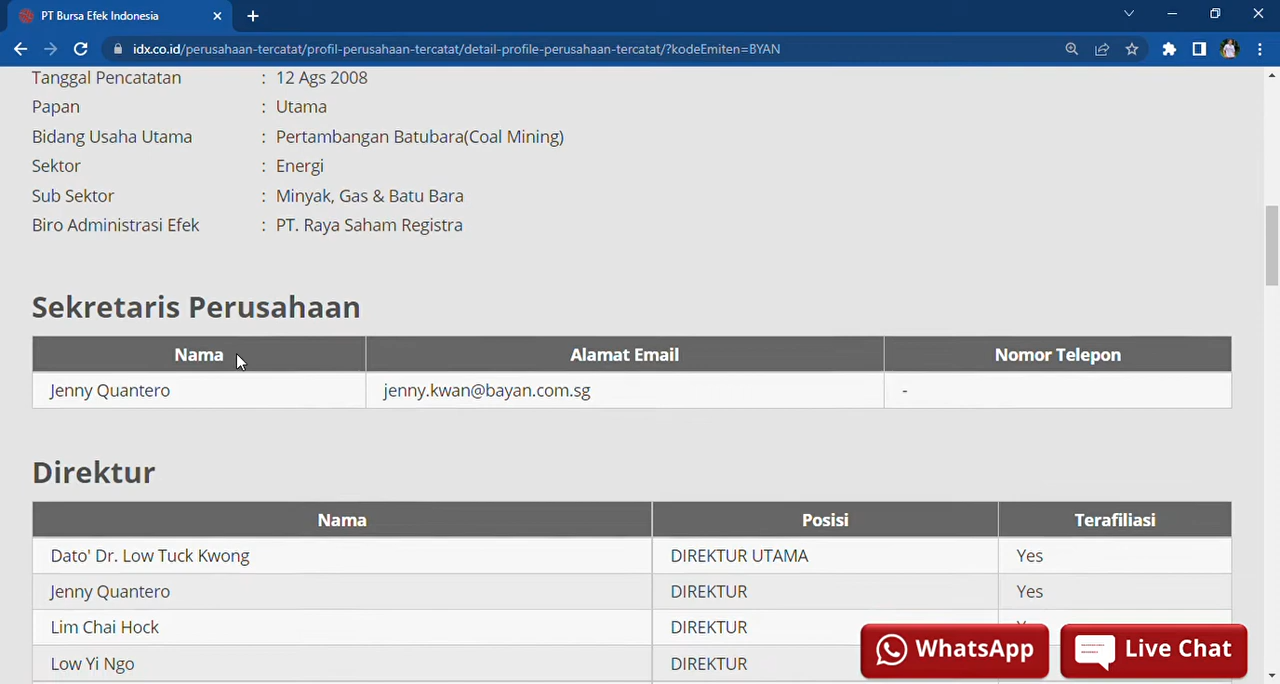 PT Bursa Efek Indonesia
idx.co.id/perusahaan-tercatat/profil-perusahaan-tercatat/detail-profile-perusahaan-tercatat/?kodeEmiten=BYAN
Tanggal Pencatatan : 12 Ags 2008
Papan : Utama
Bidang Usaha Utama : Pertambangan Batubara(Coal Mining)
Sektor : Energi
Sub Sektor : Minyak, Gas & Batu Bara
Biro Administrasi Efek : PT. Raya Saham Registra
Sekretaris Perusahaan
Nama Alamat Email Nomor Telepon
Jenny Quantero jenny.kwan@bayan.com.sg -
Direktur
Nama Posisi Terafiliasi
Dato' Dr. Low Tuck Kwong DIREKTUR UTAMA Yes
Jenny Quantero DIREKTUR Yes
Lim Chai Hock DIREKTUR
Low Yi Ngo DIREKTUR
WhatsApp Live Chat